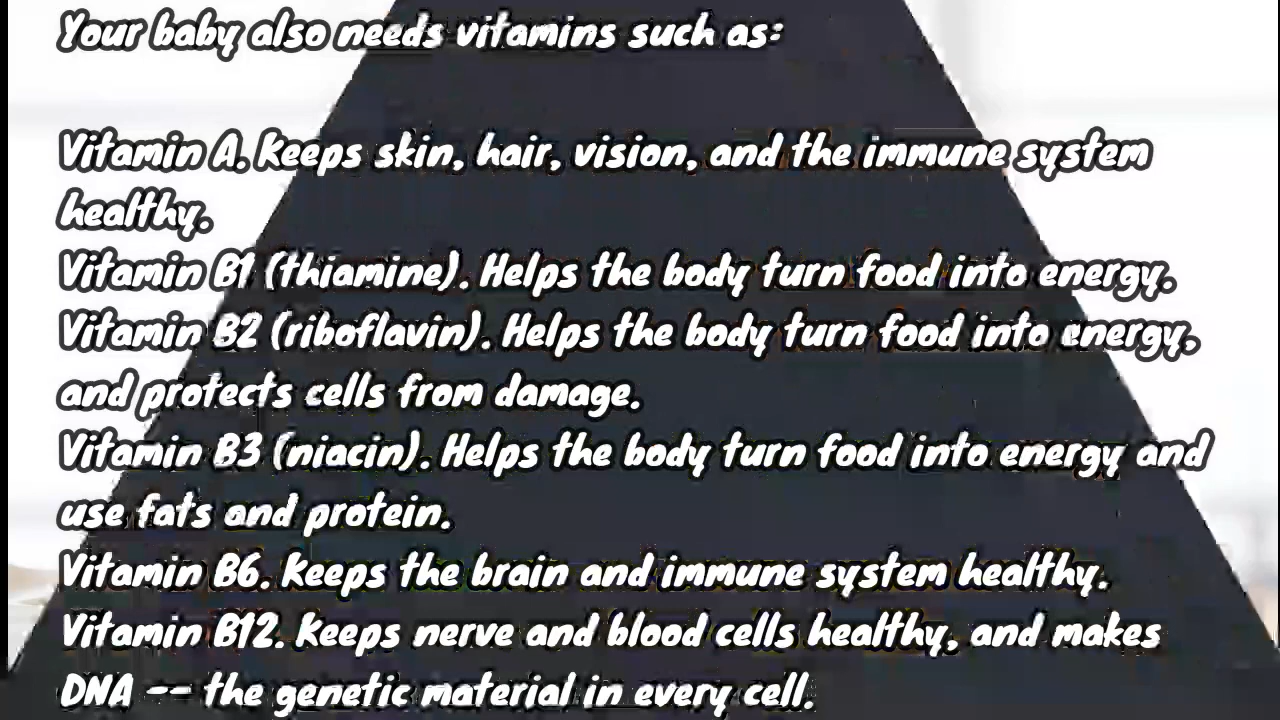 Your baby also needs vitamins such as:
Vitamin A. Keeps skin, hair, vision, and the immune system
healthy.
Vitamin B1 (thiamine). Helps the body turn food into energy.
Vitamin B2 (riboflavin). Helps the body turn food into energy,
and protects cells from damage.
Vitamin B3 (niacin). Helps the body turn food into energy and
use fats and protein.
Vitamin B6. Keeps the brain and immune system healthy.
Vitamin B12. Keeps nerve and blood cells healthy, and makes
DNA -- the genetic material in every cell.